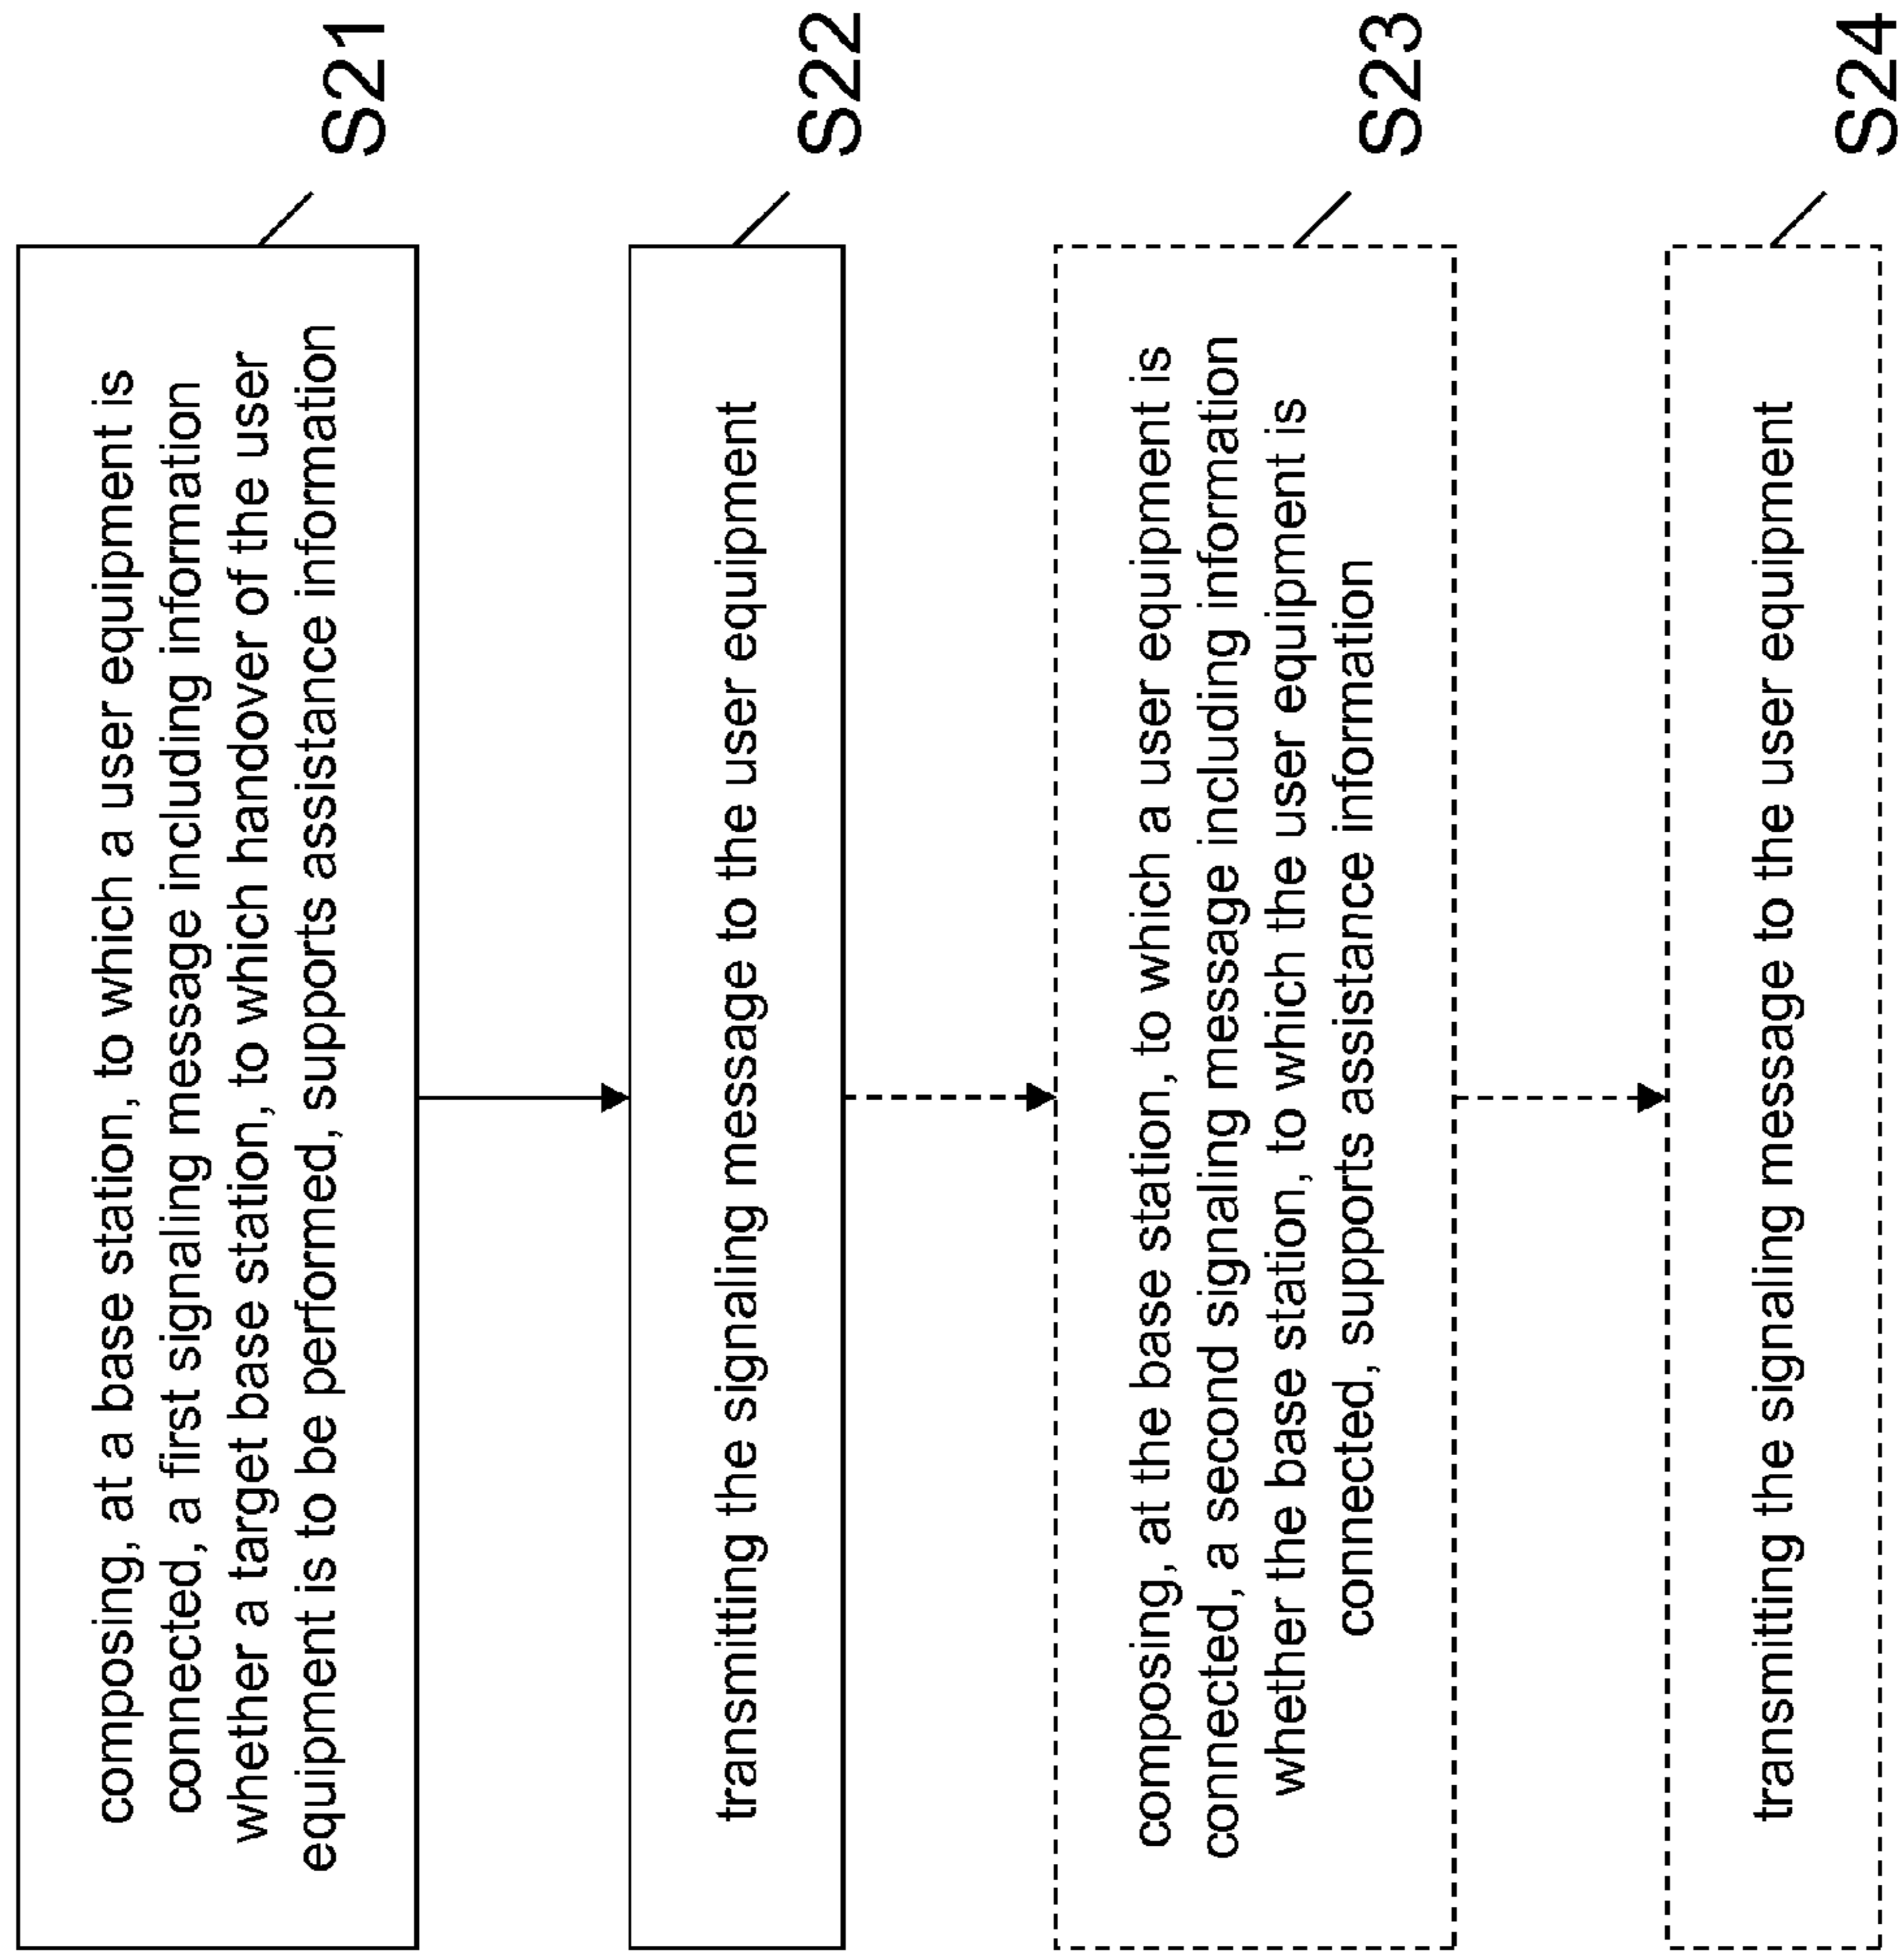 composing, at a base station, to which a user equipment is
connected, a first signaling message including information
whether a target base station, to which handover of the user
equipment is to be performed, supports assistance information
S21
transmitting the signaling message to the user equipment
S22
composing, at the base station, to which a user equipment is
connected, a second signaling message including information
whether the base station, to which the user equipment is
connected, supports assistance information
S23
transmitting the signaling message to the user equipment
S24